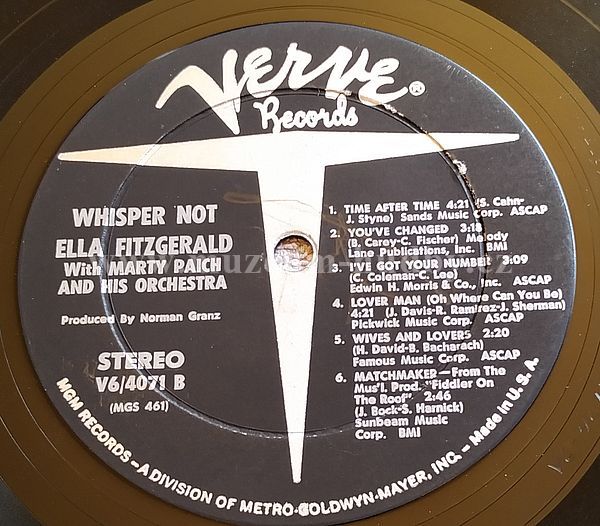 Verve®
Records
WHISPER NOT
ELLA FITZGERALD
With MARTY PAICH
AND HIS ORCHESTRA
Produced By Norman Granz
STEREO
V6/4071 B
(MGS 461)
1. TIME AFTER TIME 4:21 (S. Cahn-
J. Styne) Sands Music Corp. ASCAP
2. YOU'VE CHANGED 3:18
(B. Carey-C. Fischer) Melody
Lane Publications, Inc. BMI
3. I'VE GOT YOUR NUMBER 3:09
(C. Coleman-C. Lee)
Edwin H. Morris & Co., Inc. ASCAP
4. LOVER MAN (Oh Where Can You Be)
4:21 (J. Davis-R. Ramirez-J. Sherman)
Pickwick Music Corp. ASCAP
5. WIVES AND LOVERS 2:20
(H. David-B. Bacharach)
Famous Music Corp. ASCAP
6. MATCHMAKER—From The
Mus'l. Prod. "Fiddler On
The Roof" 2:46
(J. Bock-S. Harnick)
Sunbeam Music
Corp. BMI
MGM RECORDS—A DIVISION OF METRO-GOLDWYN-MAYER, INC.—Made in U.S.A.